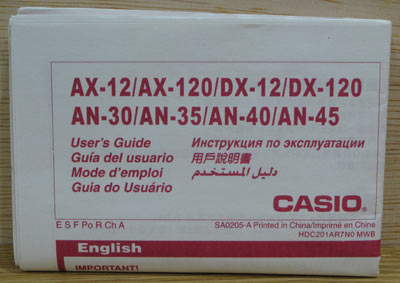 AX-12/AX-120/DX-12/DX-120
AN-30/AN-35/AN-40/AN-45
User's Guide
Guía del usuario
Mode d'emploi
Guia do Usuário
Инструкция по эксплуатации
用戶說明書
دليل المستخدم
CASIO®
E S F Po R Ch A
SA0205-A Printed in China/Imprimé en Chine
HDC201AR7N0 MWB
English
IMPORTANT!